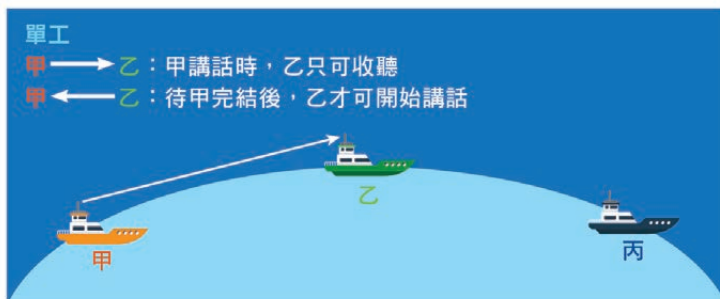 單工
甲 → 乙：甲講話時，乙只可收聽
甲 ← 乙：待甲完結後，乙才可開始講話
乙
甲
丙